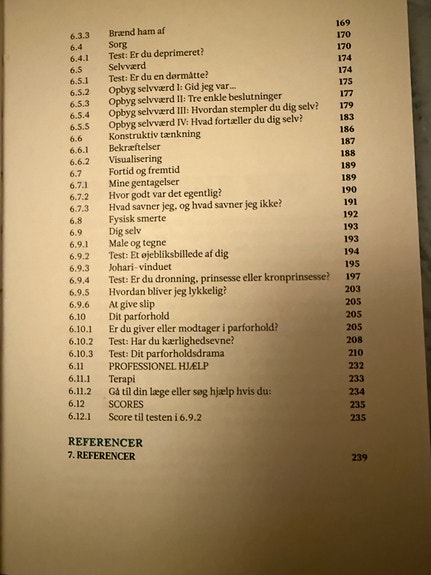 6.3.3 Brænd ham af 169
6.4 Sorg 170
6.4.1 Test: Er du deprimeret? 170
6.5 Selvværd 174
6.5.1 Test: Er du en dørmåtte? 174
6.5.2 Opbyg selvværd I: Gid jeg var... 175
6.5.3 Opbyg selvværd II: Tre enkle beslutninger 177
6.5.4 Opbyg selvværd III: Hvordan stempler du dig selv? 179
6.5.5 Opbyg selvværd IV: Hvad fortæller du dig selv? 183
6.6 Konstruktiv tænkning 186
6.6.1 Bekræftelser 187
6.6.2 Visualisering 188
6.7 Fortid og fremtid 189
6.7.1 Mine gentagelser 189
6.7.2 Hvor godt var det egentlig? 190
6.7.3 Hvad savner jeg, og hvad savner jeg ikke? 191
6.8 Fysisk smerte 192
6.9 Dig selv 193
6.9.1 Male og tegne 193
6.9.2 Test: Et øjebliksbillede af dig 194
6.9.3 Johari-vinduet 195
6.9.4 Test: Er du dronning, prinsesse eller kronprinsesse? 197
6.9.5 Hvordan bliver jeg lykkelig? 203
6.9.6 At give slip 205
6.10 Dit parforhold 205
6.10.1 Er du giver eller modtager i parforhold? 205
6.10.2 Test: Har du kærlighedsevne? 208
6.10.3 Test: Dit parforholdsdrama 210
6.11 PROFESSIONEL HJÆLP 232
6.11.1 Terapi 233
6.11.2 Gå til din læge eller søg hjælp hvis du: 234
6.12 SCORES 235
6.12.1 Score til testen i 6.9.2 235
REFERENCER
7. REFERENCER 239